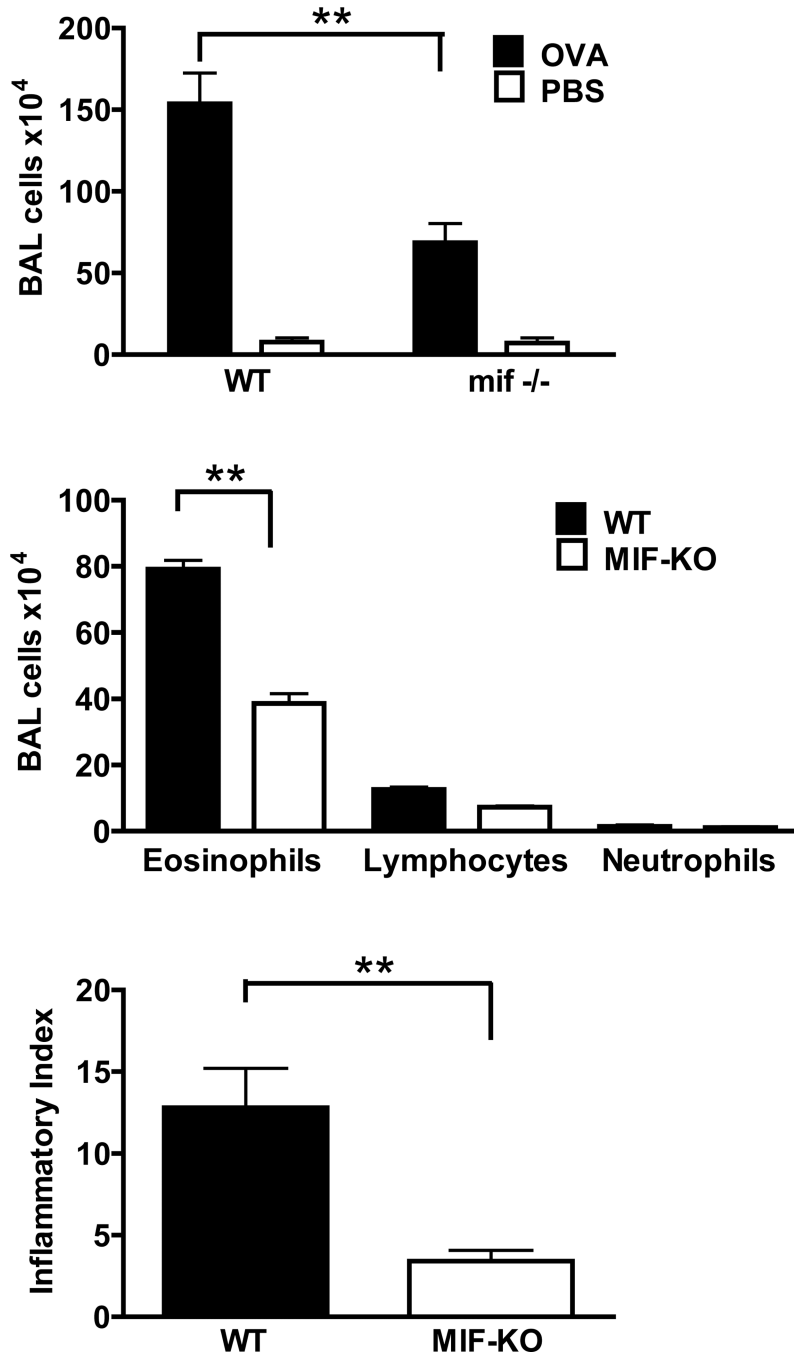 **
200
150
100
50
0
BAL cells x10⁴
OVA
PBS
WT mif -/-
**
100
80
60
40
20
0
BAL cells x10⁴
WT
MIF-KO
Eosinophils Lymphocytes Neutrophils
**
20
15
10
5
0
Inflammatory Index
WT MIF-KO